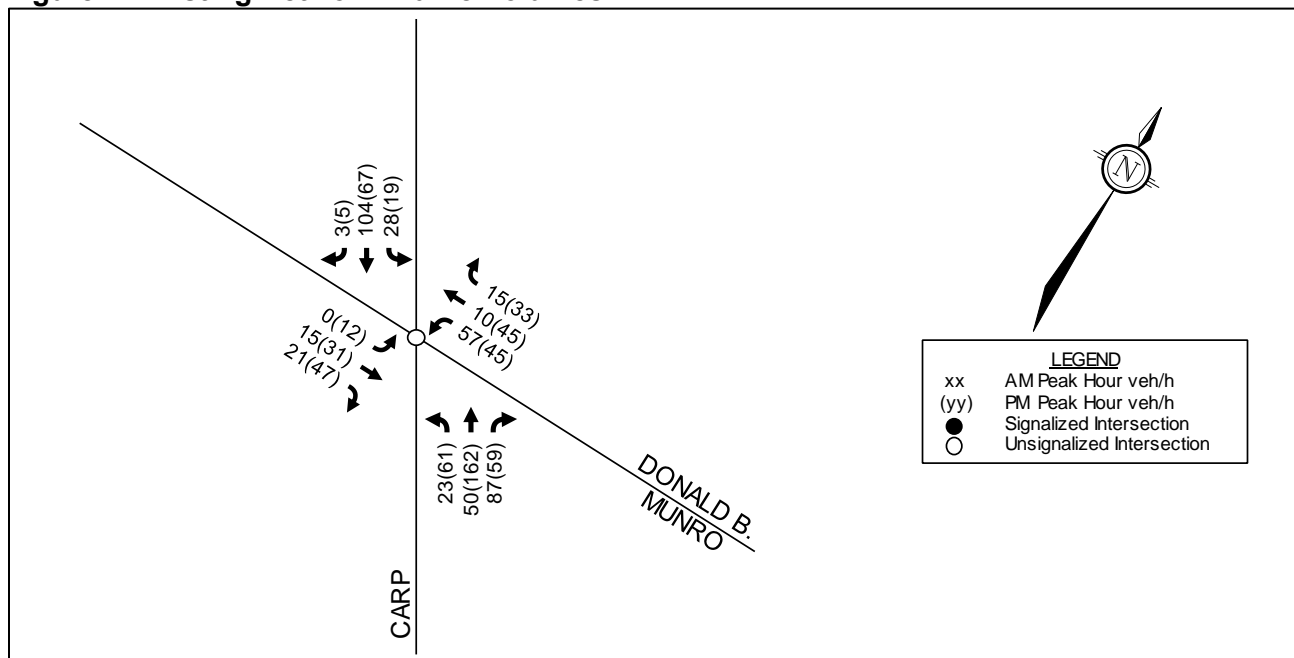 3(5)
104(67)
28(19)
15(33)
10(45)
57(45)
0(12)
15(31)
21(47)
23(61)
50(162)
87(59)
DONALD B.
MUNRO
CARP
N
LEGEND
xx AM Peak Hour veh/h
(yy) PM Peak Hour veh/h
Signalized Intersection
Unsignalized Intersection